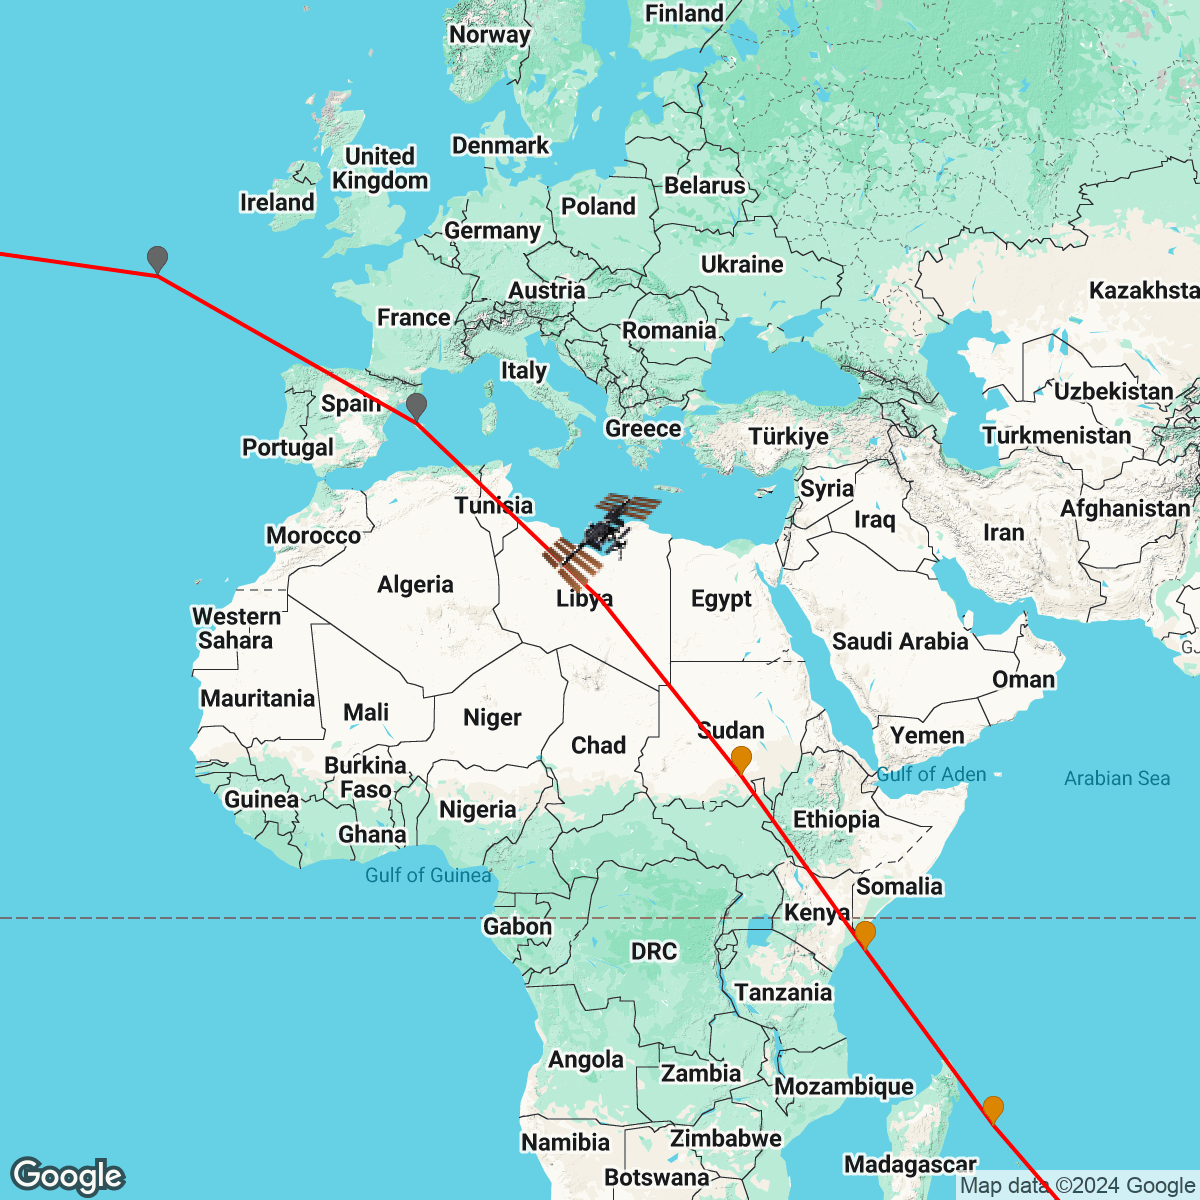 Finland
Norway
Denmark
United
Kingdom
Ireland
Belarus
Poland
Germany
Ukraine
Austria
Kazakhsta
France
Romania
Italy
Uzbekistan
Spain
Greece
Türkiye
Turkmenistan
Portugal
Syria
Tunisia
Afghanistan
Iraq
Iran
Morocco
Algeria
Libya
Egypt
Western
Sahara
Saudi Arabia
GJ
Oman
Mauritania
Mali
Niger
Sudan
Yemen
Chad
Burkina
Faso
Gulf of Aden
Arabian Sea
Guinea
Nigeria
Ethiopia
Ghana
Gulf of Guinea
Somalia
Kenya
Gabon
DRC
Tanzania
Angola
Zambia
Mozambique
Namibia
Zimbabwe
Madagascar
Botswana
Google
Map data ©2024 Google